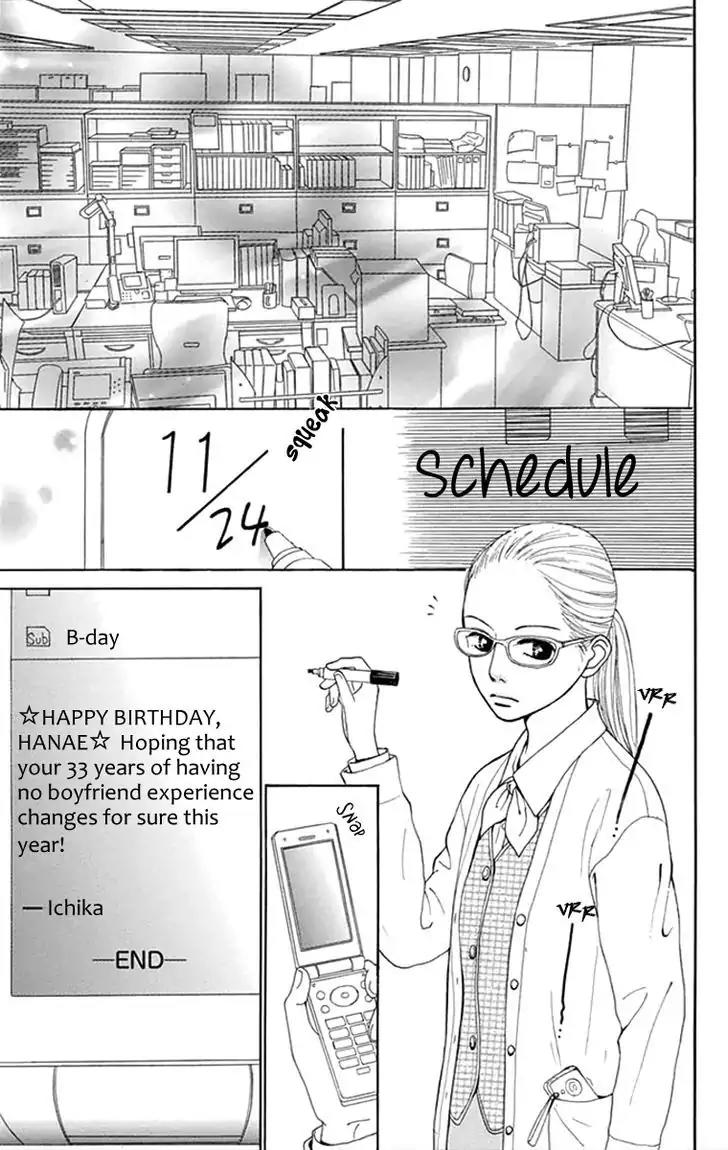 11/24
squeak
Schedule
VRR
VRR
SNAP
Sub B-day
☆HAPPY BIRTHDAY,
HANAE☆ Hoping that
your 33 years of having
no boyfriend experience
changes for sure this
year!
— Ichika
—END—